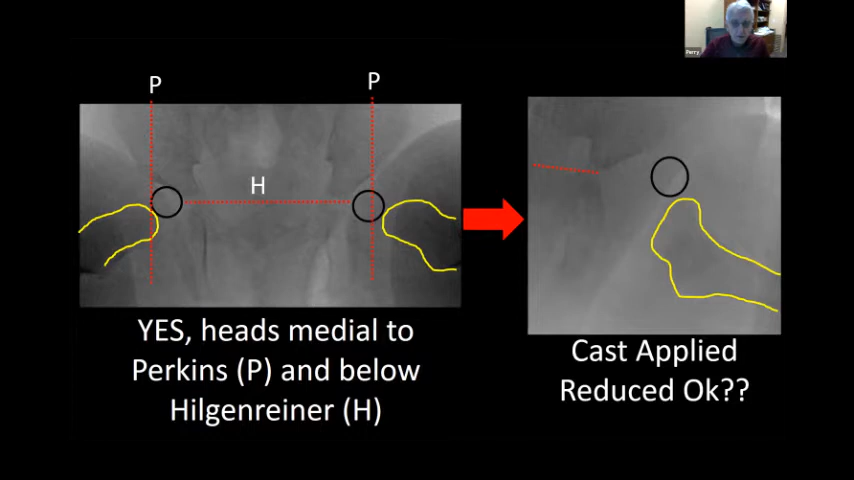 Perry
P
P
H
YES, heads medial to
Perkins (P) and below
Hilgenreiner (H)
Cast Applied
Reduced Ok??